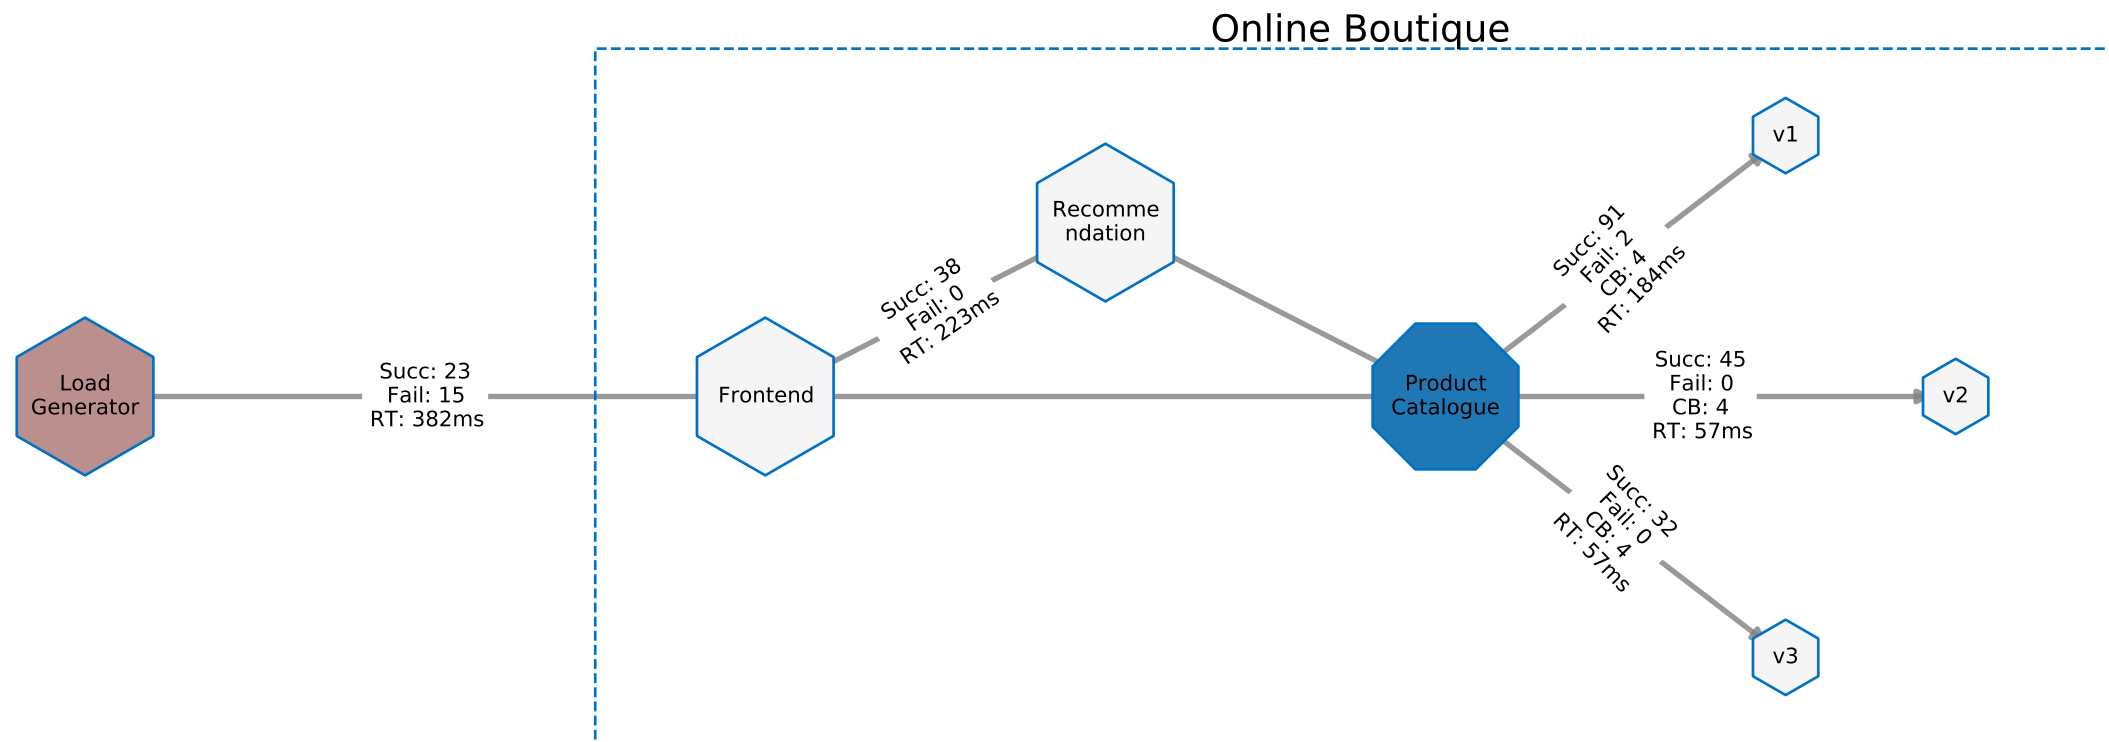 Online Boutique
Load
Generator
Succ: 23
Fail: 15
RT: 382ms
Frontend
Succ: 38
Fail: 0
RT: 223ms
Recomme
ndation
Product
Catalogue
Succ: 91
Fail: 2
CB: 4
RT: 184ms
v1
Succ: 45
Fail: 0
CB: 4
RT: 57ms
v2
Succ: 32
Fail: 0
CB: 4
RT: 57ms
v3